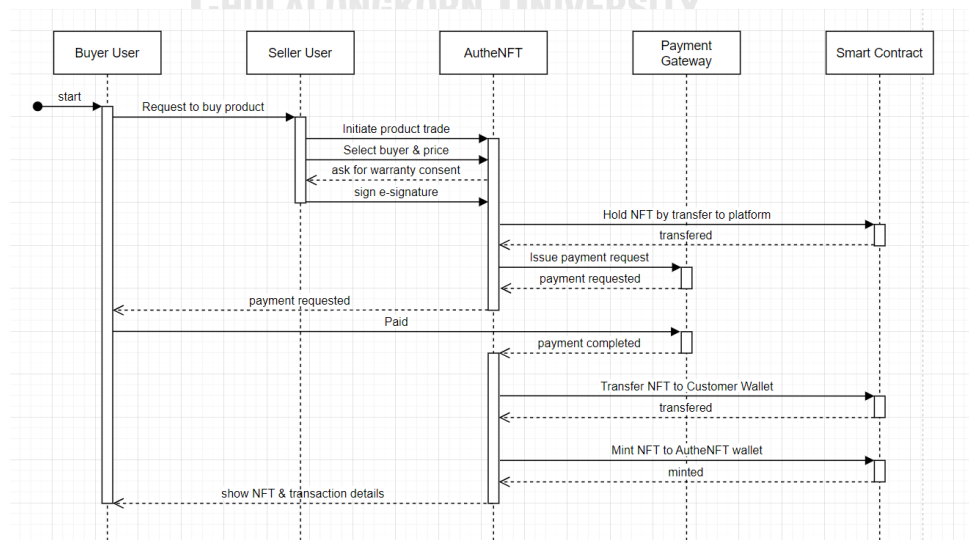 CHULALONGKORN UNIVERSITY
Buyer User
Seller User
AutheNFT
Payment
Gateway
Smart Contract
start
Request to buy product
Initiate product trade
Select buyer & price
ask for warranty consent
sign e-signature
Hold NFT by transfer to platform
transfered
Issue payment request
payment requested
payment requested
Paid
payment completed
Transfer NFT to Customer Wallet
transfered
Mint NFT to AutheNFT wallet
minted
show NFT & transaction details